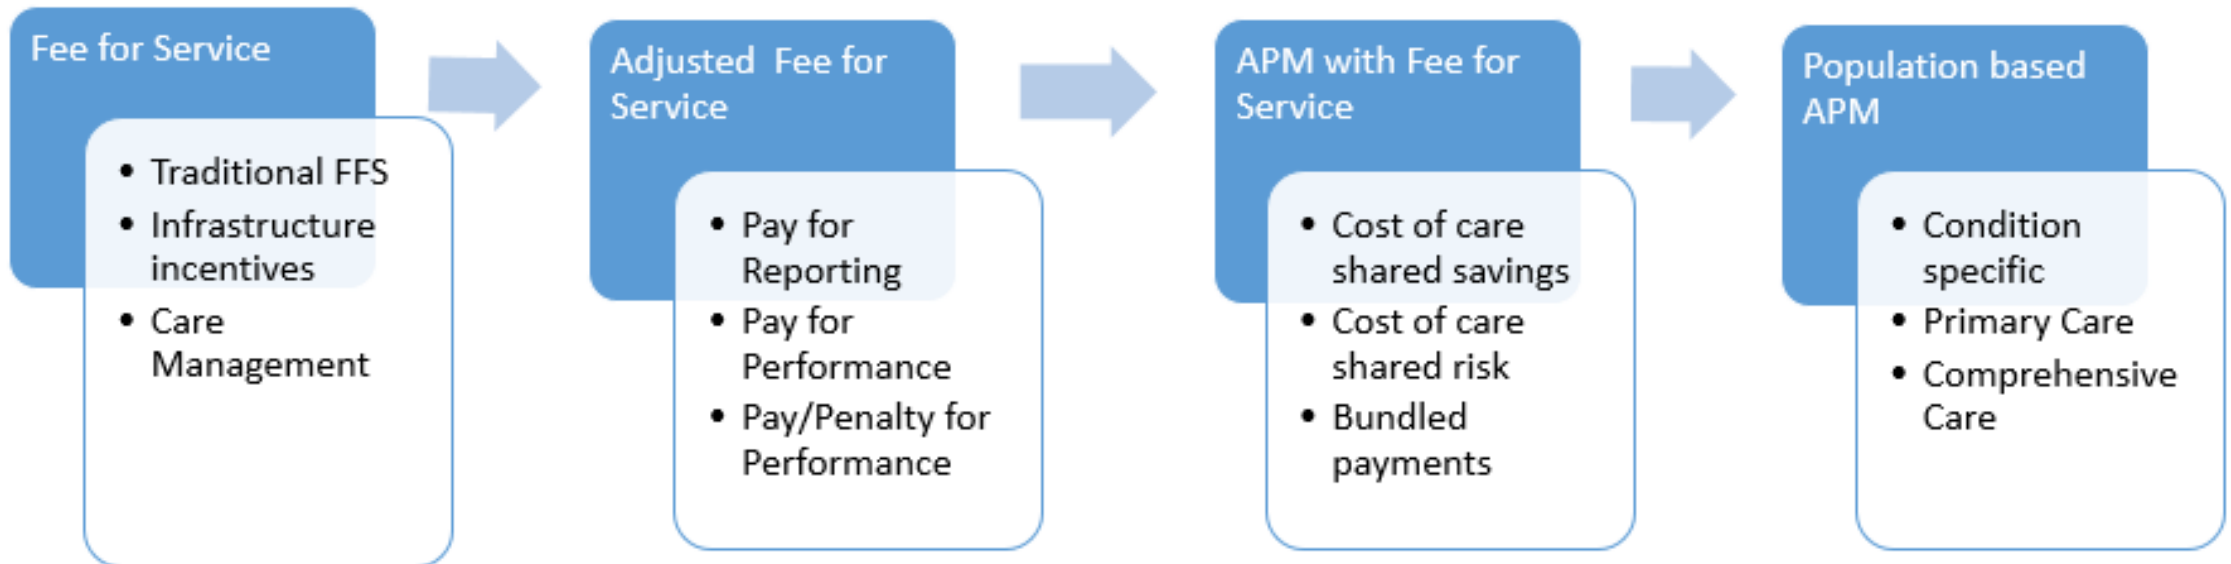 Fee for Service
• Traditional FFS
• Infrastructure
incentives
• Care
Management
Adjusted  Fee for
Service
• Pay for
Reporting
• Pay for
Performance
• Pay/Penalty for
Performance
APM with Fee for
Service
• Cost of care
shared savings
• Cost of care
shared risk
• Bundled
payments
Population based
APM
• Condition
specific
• Primary Care
• Comprehensive
Care